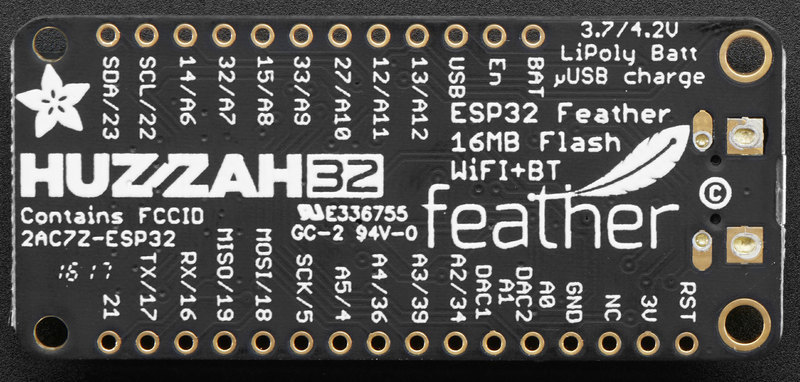 3.7/4.2V
LiPoly Batt
µUSB charge
SDA/23
SCL/22
14/A6
32/A7
15/A8
33/A9
27/A10
12/A11
13/A12
USB
En
BAT
ESP32 Feather
16MB Flash
WiFI+BT
HUZZAH32
feather
©
Contains FCCID
2AC7Z-ESP32
E336755
GC-2 94V-0
1617
21
TX/17
RX/16
MISO/19
MOSI/18
SCK/5
A5/4
A4/36
A3/39
A2/34
DAC1
A1
DAC2
A0
GND
NC
3V
RST